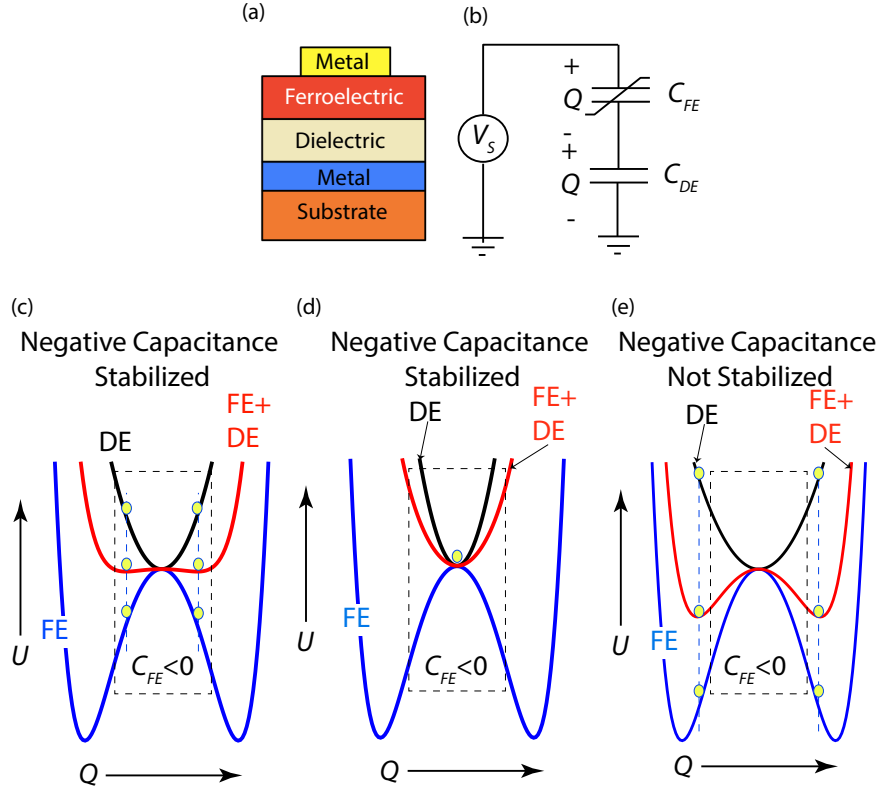 (a)
Metal
Ferroelectric
Dielectric
Metal
Substrate
(b)
+
Q
-
C_FE
V_S
+
Q
-
C_DE
(c)
Negative Capacitance
Stabilized
DE
FE+
DE
FE
U
C_FE<0
Q
(d)
Negative Capacitance
Stabilized
DE
FE+
DE
FE
U
C_FE<0
(e)
Negative Capacitance
Not Stabilized
DE
FE+
DE
FE
U
C_FE<0
Q